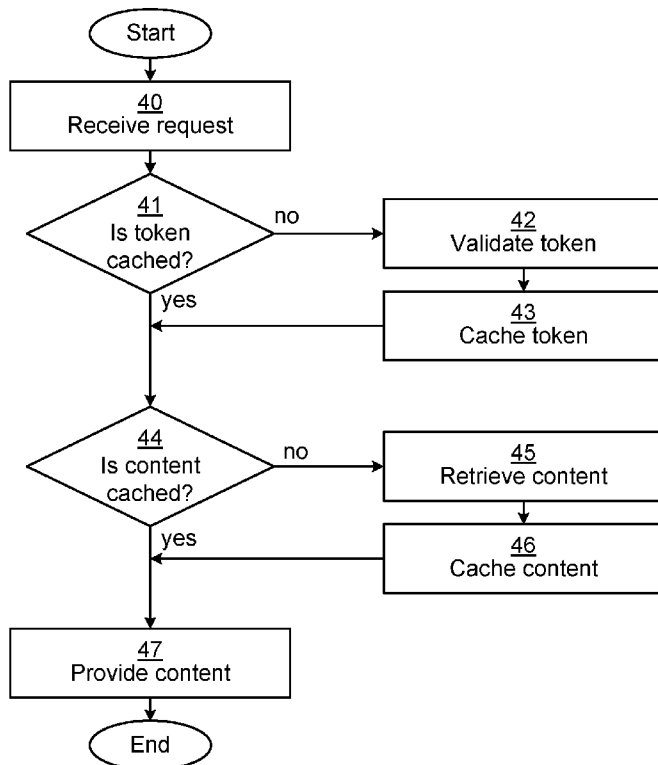 Start
40
Receive request
41
Is token
cached?
no
42
Validate token
yes
43
Cache token
44
Is content
cached?
no
45
Retrieve content
yes
46
Cache content
47
Provide content
End